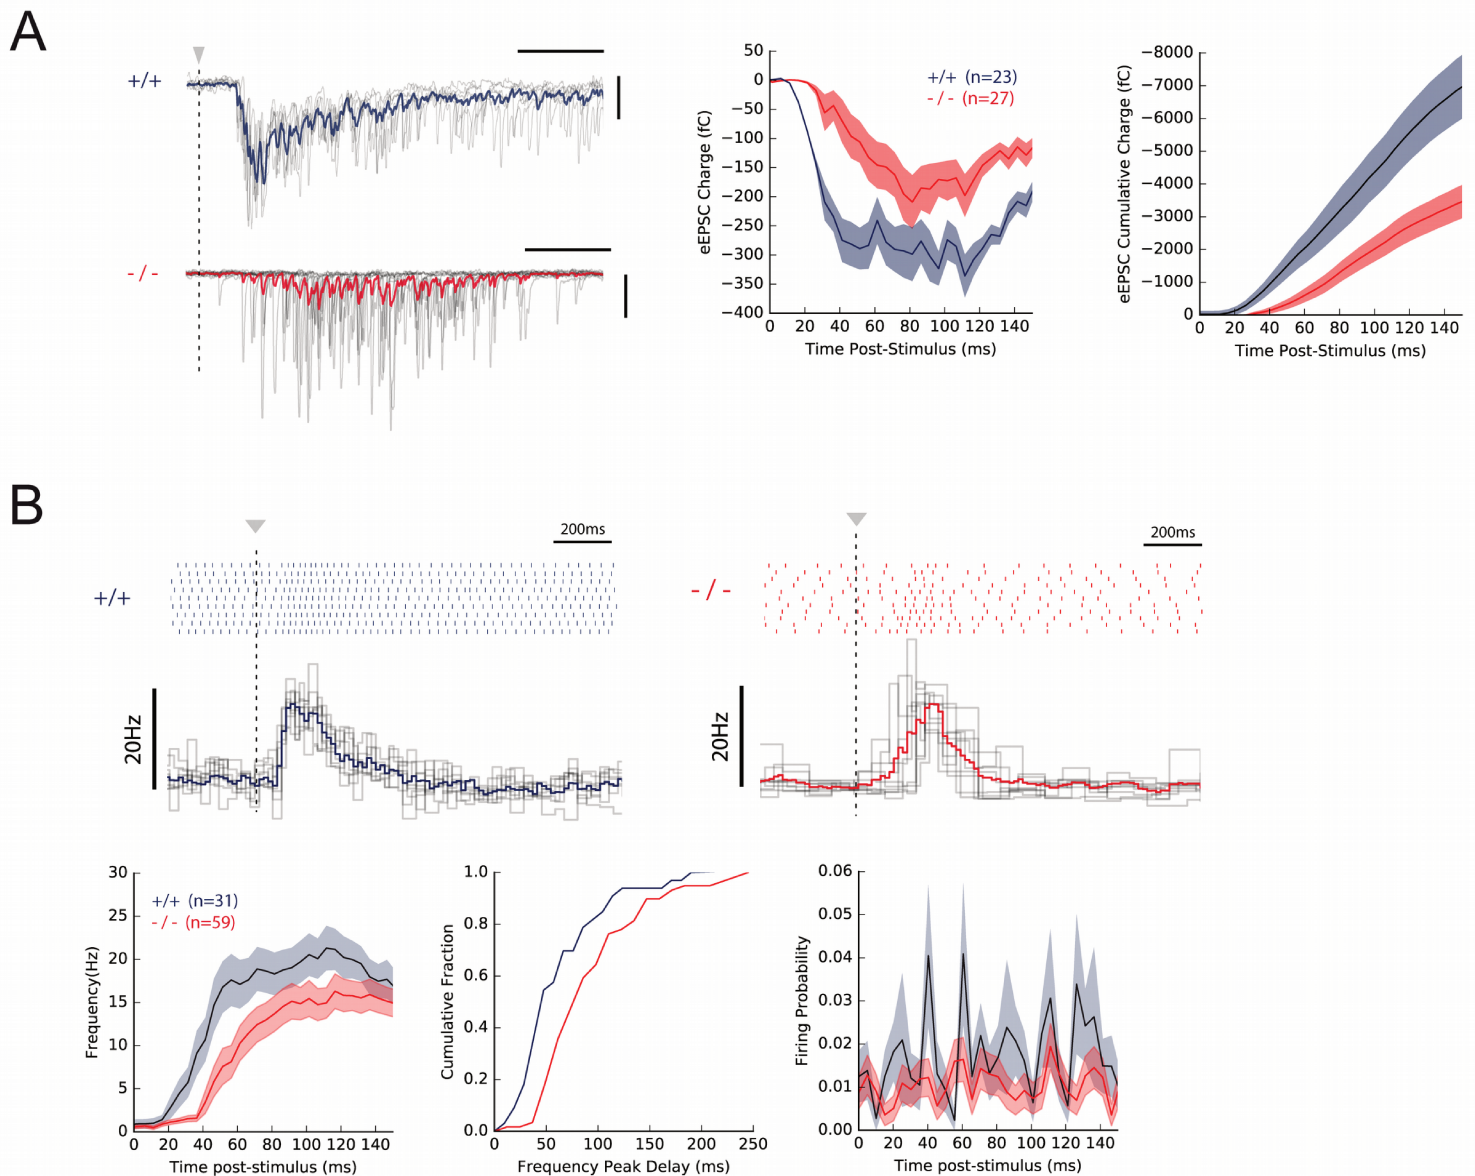 A
+/+
-/-
50
0
−50
−100
−150
−200
−250
−300
−350
−400
eEPSC Charge (fC)
+/+ (n=23)
-/- (n=27)
0 20 40 60 80 100 120 140
Time Post-Stimulus (ms)
−8000
−7000
−6000
−5000
−4000
−3000
−2000
−1000
0
eEPSC Cumulative Charge (fC)
0 20 40 60 80 100 120 140
Time Post-Stimulus (ms)
B
200ms
+/+
20Hz
200ms
-/-
20Hz
30
25
20
15
10
5
0
Frequency(Hz)
+/+ (n=31)
-/- (n=59)
0 20 40 60 80 100 120 140
Time post-stimulus (ms)
1.0
0.8
0.6
0.4
0.2
0.0
Cumulative Fraction
0 50 100 150 200 250
Frequency Peak Delay (ms)
0.06
0.05
0.04
0.03
0.02
0.01
0.00
Firing Probability
0 20 40 60 80 100 120 140
Time post-stimulus (ms)